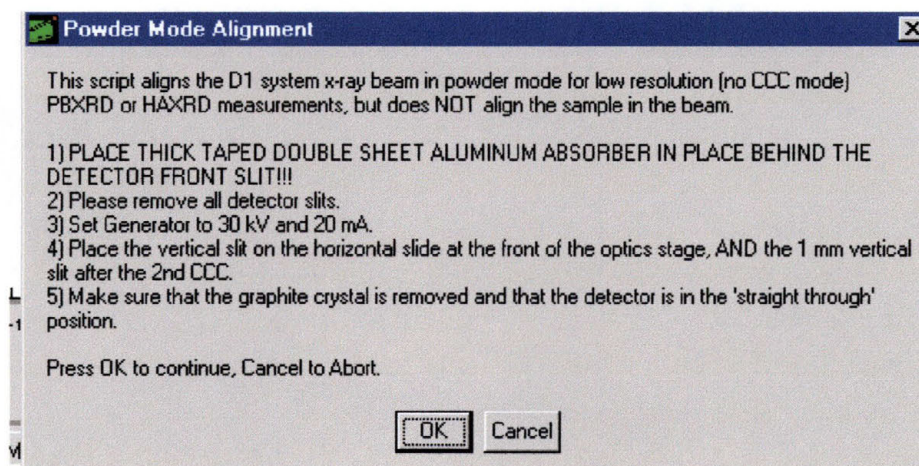 Powder Mode Alignment
This script aligns the D1 system x-ray beam in powder mode for low resolution (no CCC mode)
PBXRD or HAXRD measurements, but does NOT align the sample in the beam.
1) PLACE THICK TAPED DOUBLE SHEET ALUMINUM ABSORBER IN PLACE BEHIND THE
DETECTOR FRONT SLIT!!!
2) Please remove all detector slits.
3) Set Generator to 30 kV and 20 mA.
4) Place the vertical slit on the horizontal slide at the front of the optics stage, AND the 1 mm vertical
slit after the 2nd CCC.
5) Make sure that the graphite crystal is removed and that the detector is in the 'straight through'
position.
Press OK to continue, Cancel to Abort.
OK Cancel